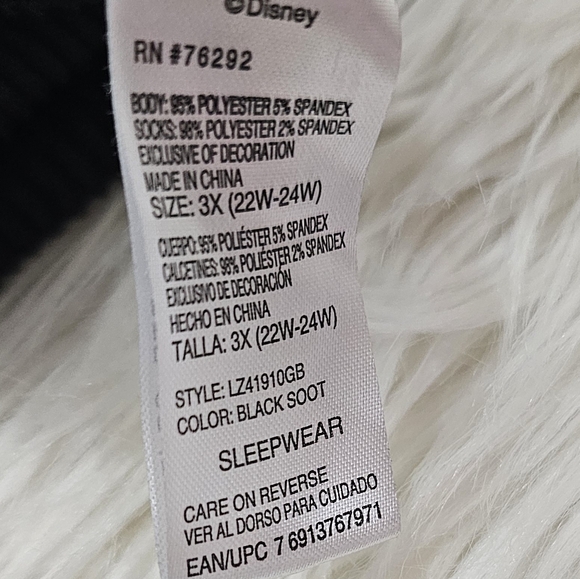 ©Disney
RN #76292
BODY: 95% POLYESTER 5% SPANDEX
SOCKS: 98% POLYESTER 2% SPANDEX
EXCLUSIVE OF DECORATION
MADE IN CHINA
SIZE: 3X (22W-24W)
CUERPO: 95% POLIÉSTER 5% SPANDEX
CALCETINES: 98% POLIÉSTER 2% SPANDEX
EXCLUSIVO DE DECORACIÓN
HECHO EN CHINA
TALLA: 3X (22W-24W)
STYLE: LZ41910GB
COLOR: BLACK SOOT
SLEEPWEAR
CARE ON REVERSE
VER AL DORSO PARA CUIDADO
EAN/UPC 7 6913767971